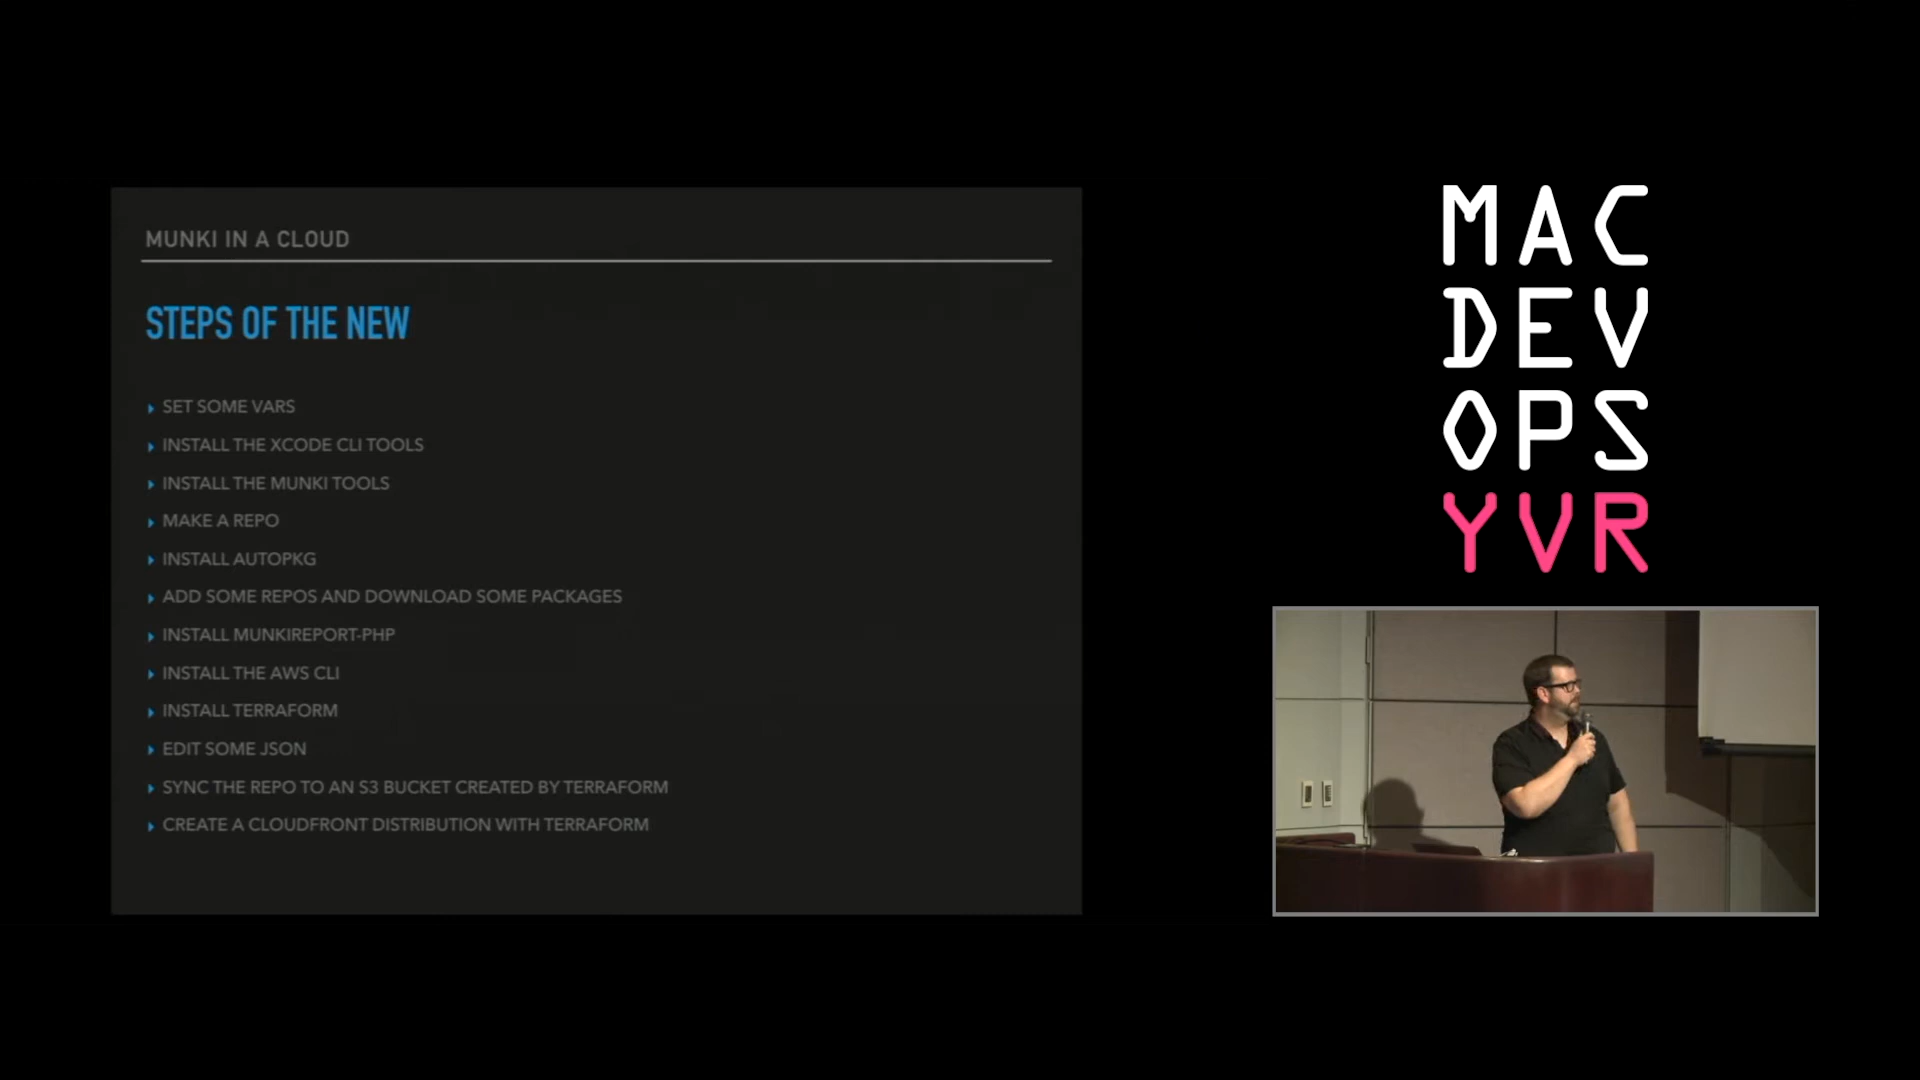 MUNKI IN A CLOUD
STEPS OF THE NEW
SET SOME VARS
INSTALL THE XCODE CLI TOOLS
INSTALL THE MUNKI TOOLS
MAKE A REPO
INSTALL AUTOPKG
ADD SOME REPOS AND DOWNLOAD SOME PACKAGES
INSTALL MUNKIREPORT-PHP
INSTALL THE AWS CLI
INSTALL TERRAFORM
EDIT SOME JSON
SYNC THE REPO TO AN S3 BUCKET CREATED BY TERRAFORM
CREATE A CLOUDFRONT DISTRIBUTION WITH TERRAFORM
MAC
DEV
OPS
YVR